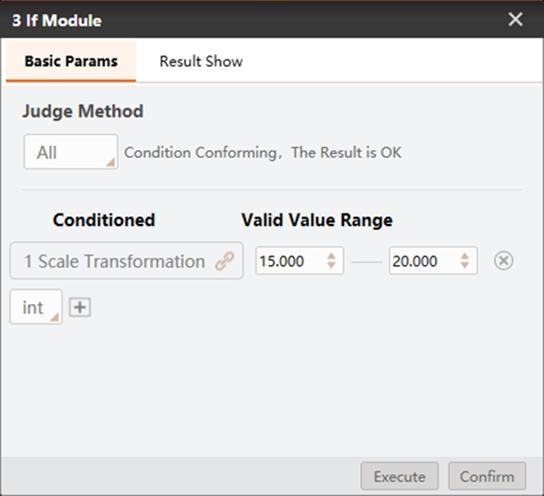 3 If Module
Basic Params Result Show
Judge Method
All Condition Conforming, The Result is OK
Conditioned Valid Value Range
1 Scale Transformation 15.000 20.000
int
Execute Confirm